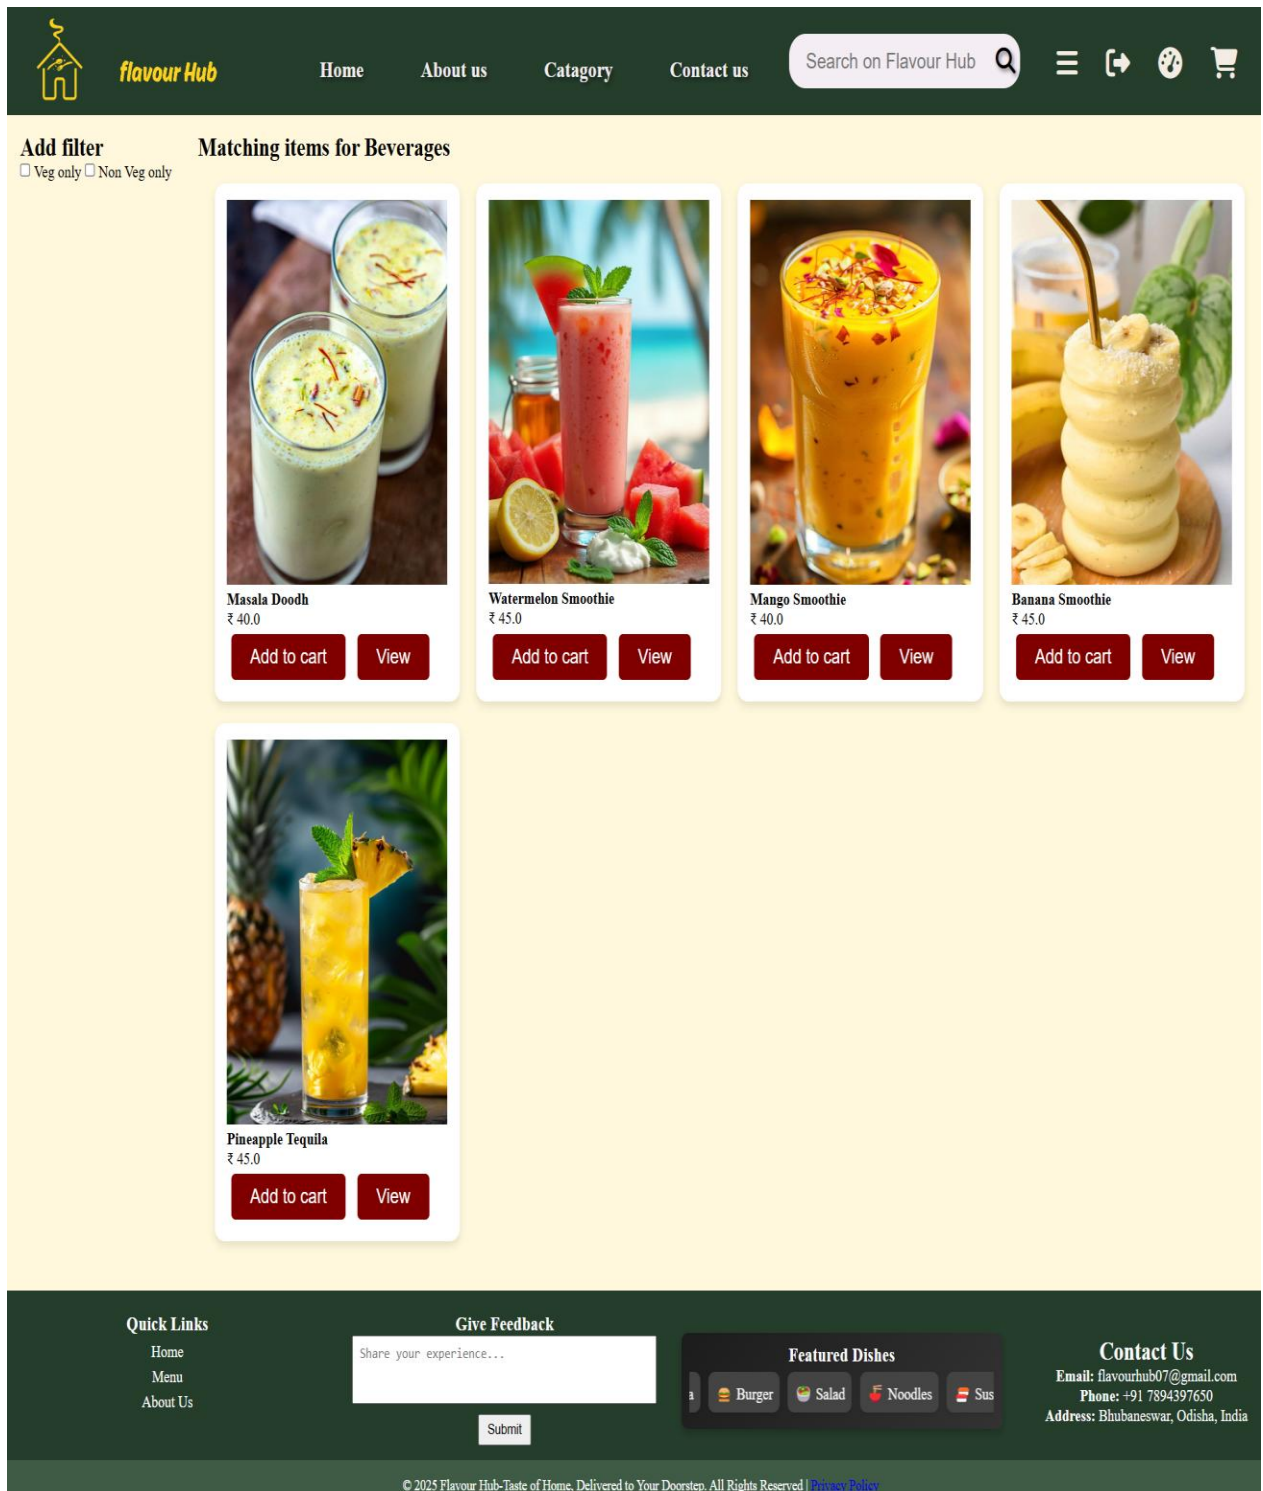 flavour Hub
Home
About us
Catagory
Contact us
Search on Flavour Hub
Add filter
Veg only Non Veg only
Matching items for Beverages
Masala Doodh
₹ 40.0
Add to cart View
Watermelon Smoothie
₹ 45.0
Add to cart View
Mango Smoothie
₹ 40.0
Add to cart View
Banana Smoothie
₹ 45.0
Add to cart View
Pineapple Tequila
₹ 45.0
Add to cart View
Quick Links
Home
Menu
About Us
Give Feedback
Share your experience...
Submit
Featured Dishes
a Burger Salad Noodles Sus
Contact Us
Email: flavourhub07@gmail.com
Phone: +91 7894397650
Address: Bhubaneswar, Odisha, India
© 2025 Flavour Hub-Taste of Home, Delivered to Your Doorstep. All Rights Reserved | Privacy Policy